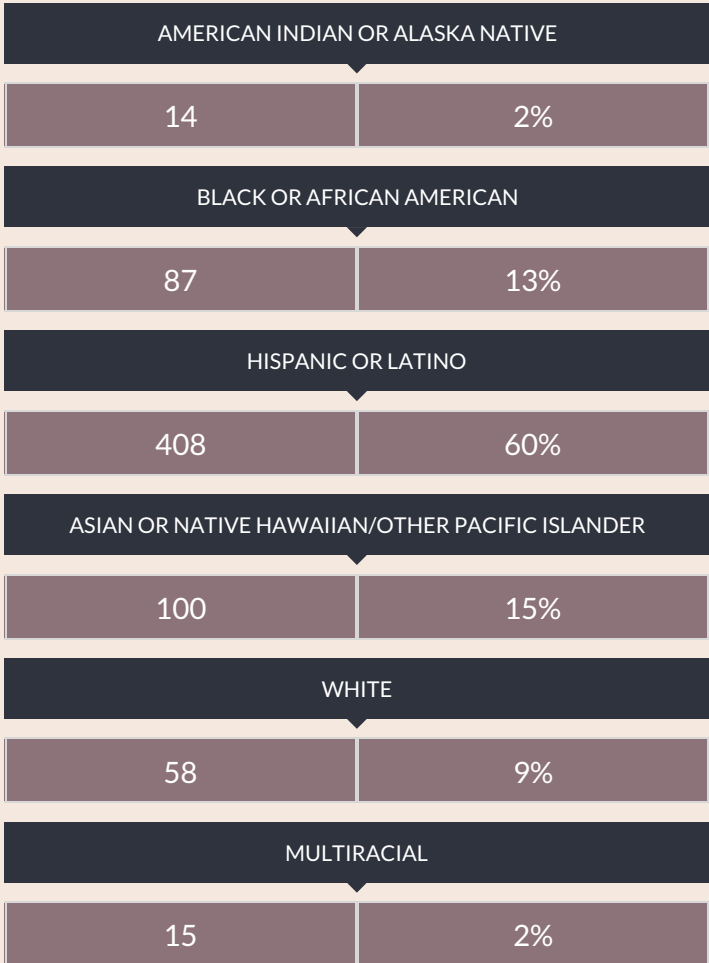 AMERICAN INDIAN OR ALASKA NATIVE
14 2%
BLACK OR AFRICAN AMERICAN
87 13%
HISPANIC OR LATINO
408 60%
ASIAN OR NATIVE HAWAIIAN/OTHER PACIFIC ISLANDER
100 15%
WHITE
58 9%
MULTIRACIAL
15 2%